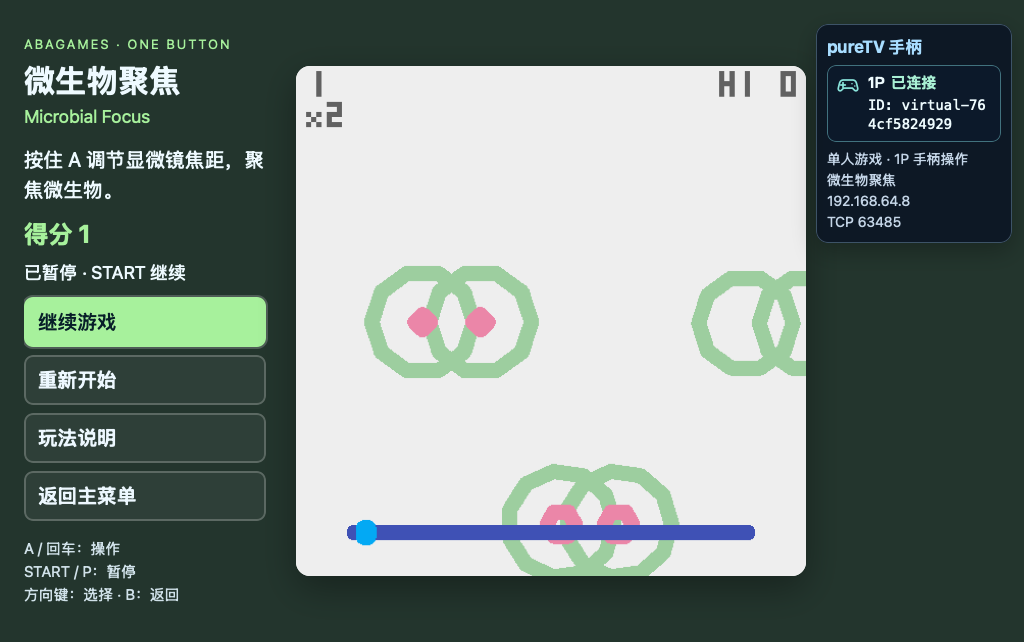 ABAGAMES · ONE BUTTON
微生物聚焦
Microbial Focus
按住 A 调节显微镜焦距，聚
焦微生物。
得分 1
已暂停 · START 继续
继续游戏
重新开始
玩法说明
返回主菜单
A / 回车：操作
START / P：暂停
方向键：选择 · B：返回
1
HI 0
x2
pureTV 手柄
1P 已连接
ID: virtual-76
4cf5824929
单人游戏 · 1P 手柄操作
微生物聚焦
192.168.64.8
TCP 63485